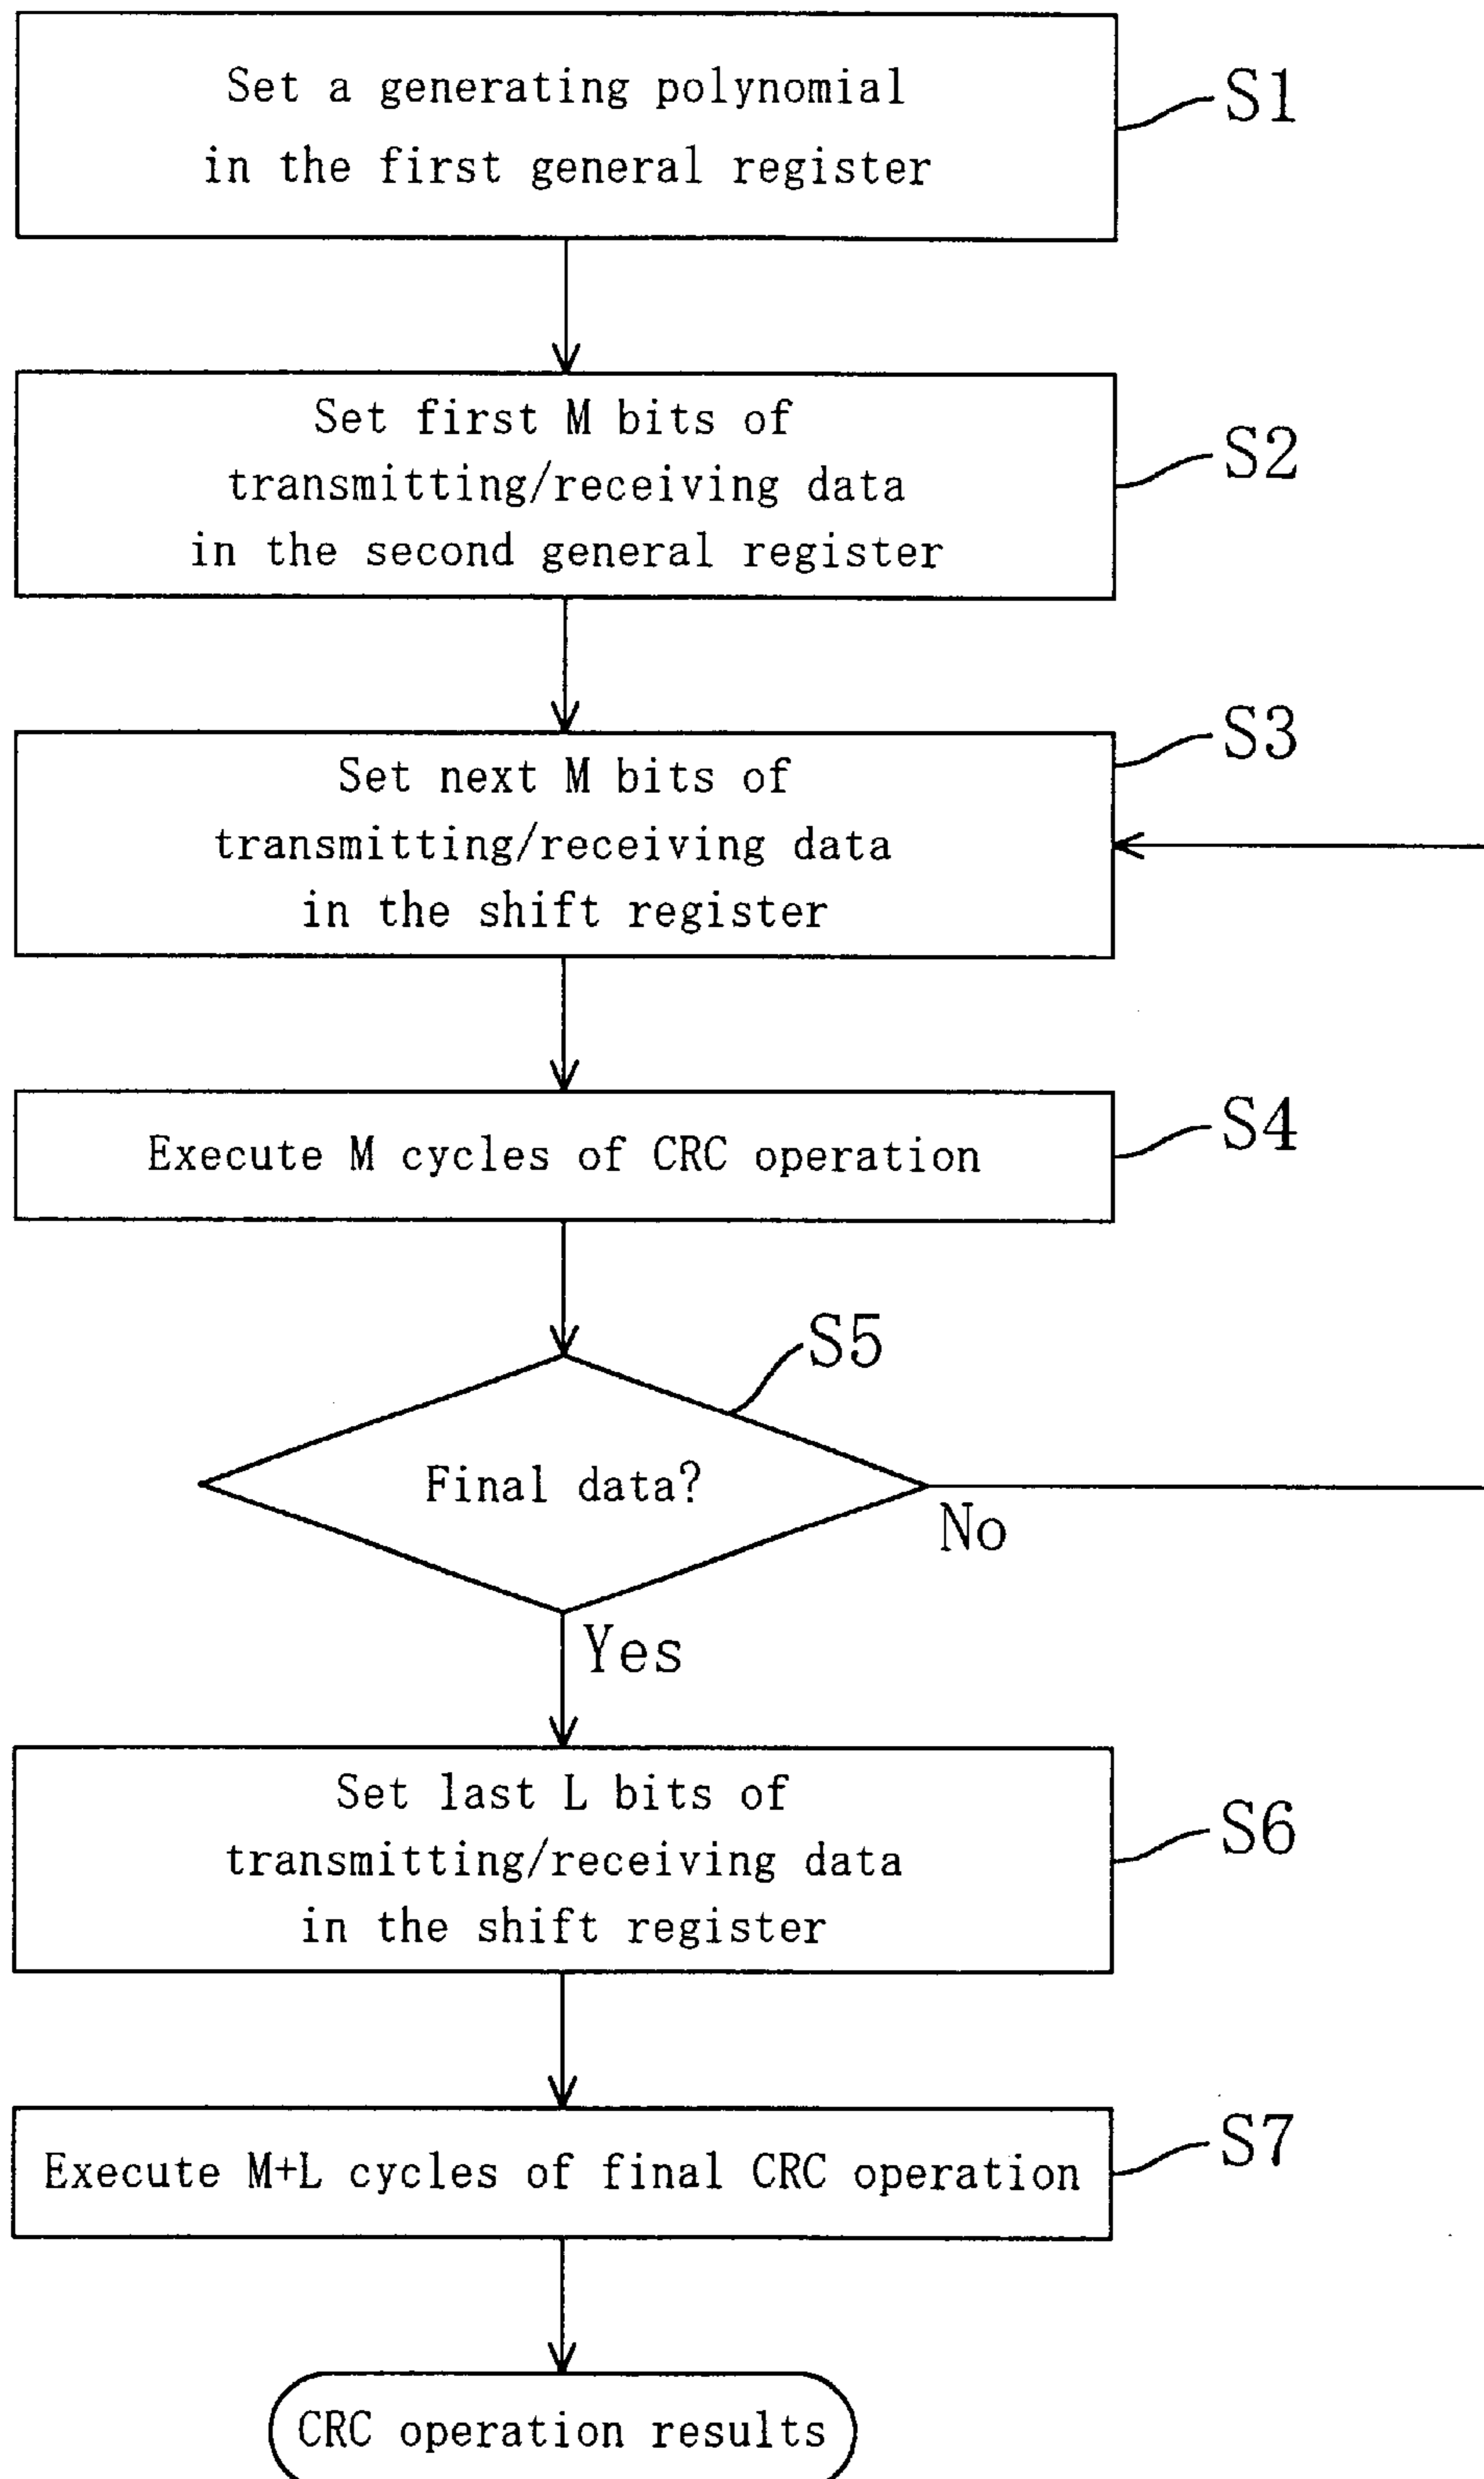 Set a generating polynomial
in the first general register
S1
Set first M bits of
transmitting/receiving data
in the second general register
S2
Set next M bits of
transmitting/receiving data
in the shift register
S3
Execute M cycles of CRC operation
S4
Final data?
S5
No
Yes
Set last L bits of
transmitting/receiving data
in the shift register
S6
Execute M+L cycles of final CRC operation
S7
CRC operation results